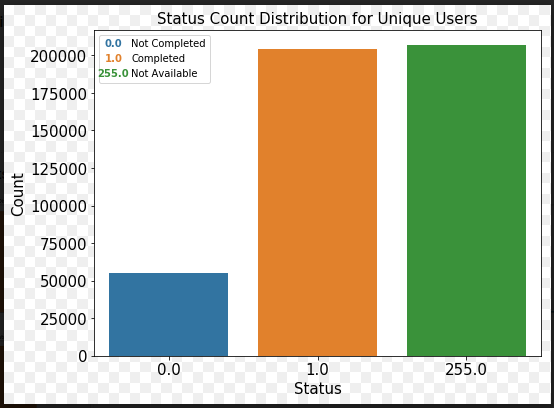 Status Count Distribution for Unique Users
0.0 Not Completed
1.0 Completed
255.0 Not Available
200000
175000
150000
125000
100000
75000
50000
25000
0
Count
0.0 1.0 255.0
Status